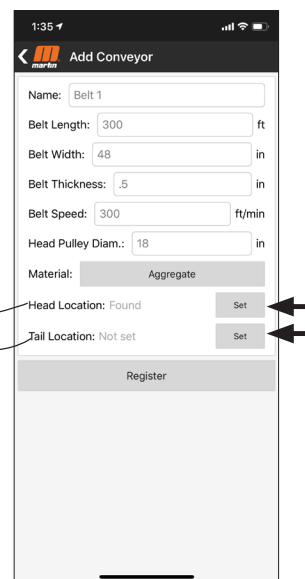 1:35
martin Add Conveyor
Name: Belt 1
Belt Length: 300 ft
Belt Width: 48 in
Belt Thickness: .5 in
Belt Speed: 300 ft/min
Head Pulley Diam.: 18 in
Material: Aggregate
Head Location: Found Set
Tail Location: Not set Set
Register